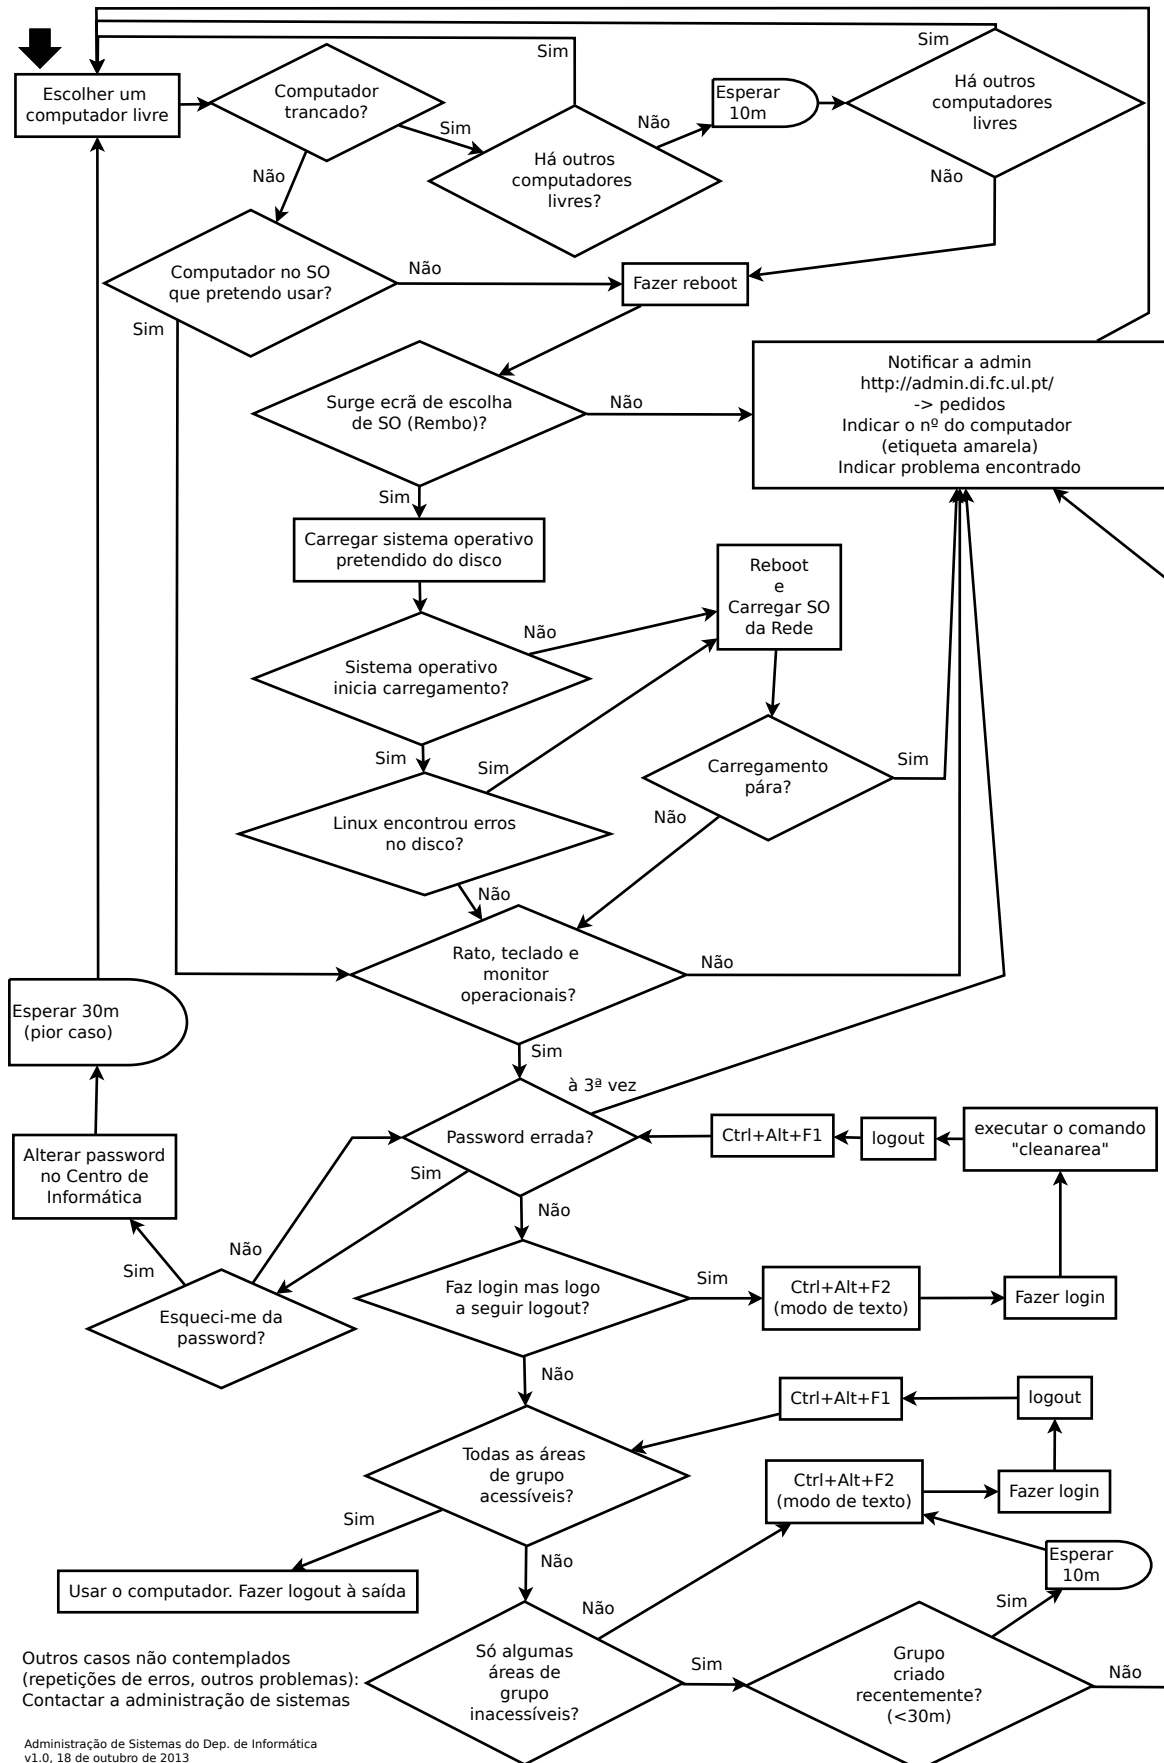 Escolher um
computador livre
Computador
trancado?
Sim
Não
Sim
Há outros
computadores
livres?
Não
Esperar
10m
Sim
Há outros
computadores
livres
Não
Computador no SO
que pretendo usar?
Não
Sim
Fazer reboot
Surge ecrã de escolha
de SO (Rembo)?
Não
Sim
Notificar a admin
http://admin.di.fc.ul.pt/
-> pedidos
Indicar o nº do computador
(etiqueta amarela)
Indicar problema encontrado
Carregar sistema operativo
pretendido do disco
Reboot
e
Carregar SO
da Rede
Não
Sistema operativo
inicia carregamento?
Sim
Sim
Linux encontrou erros
no disco?
Não
Carregamento
pára?
Sim
Não
Rato, teclado e
monitor
operacionais?
Não
Sim
Esperar 30m
(pior caso)
à 3ª vez
Password errada?
Sim
Não
Ctrl+Alt+F1
logout
executar o comando
"cleanarea"
Alterar password
no Centro de
Informática
Não
Sim
Esqueci-me da
password?
Faz login mas logo
a seguir logout?
Sim
Não
Ctrl+Alt+F2
(modo de texto)
Fazer login
Ctrl+Alt+F1
logout
Todas as áreas
de grupo
acessíveis?
Sim
Não
Ctrl+Alt+F2
(modo de texto)
Fazer login
Esperar
10m
Usar o computador. Fazer logout à saída
Não
Sim
Só algumas
áreas de
grupo
inacessíveis?
Sim
Grupo
criado
recentemente?
(<30m)
Não
Outros casos não contemplados
(repetições de erros, outros problemas):
Contactar a administração de sistemas
Administração de Sistemas do Dep. de Informática
v1.0, 18 de outubro de 2013